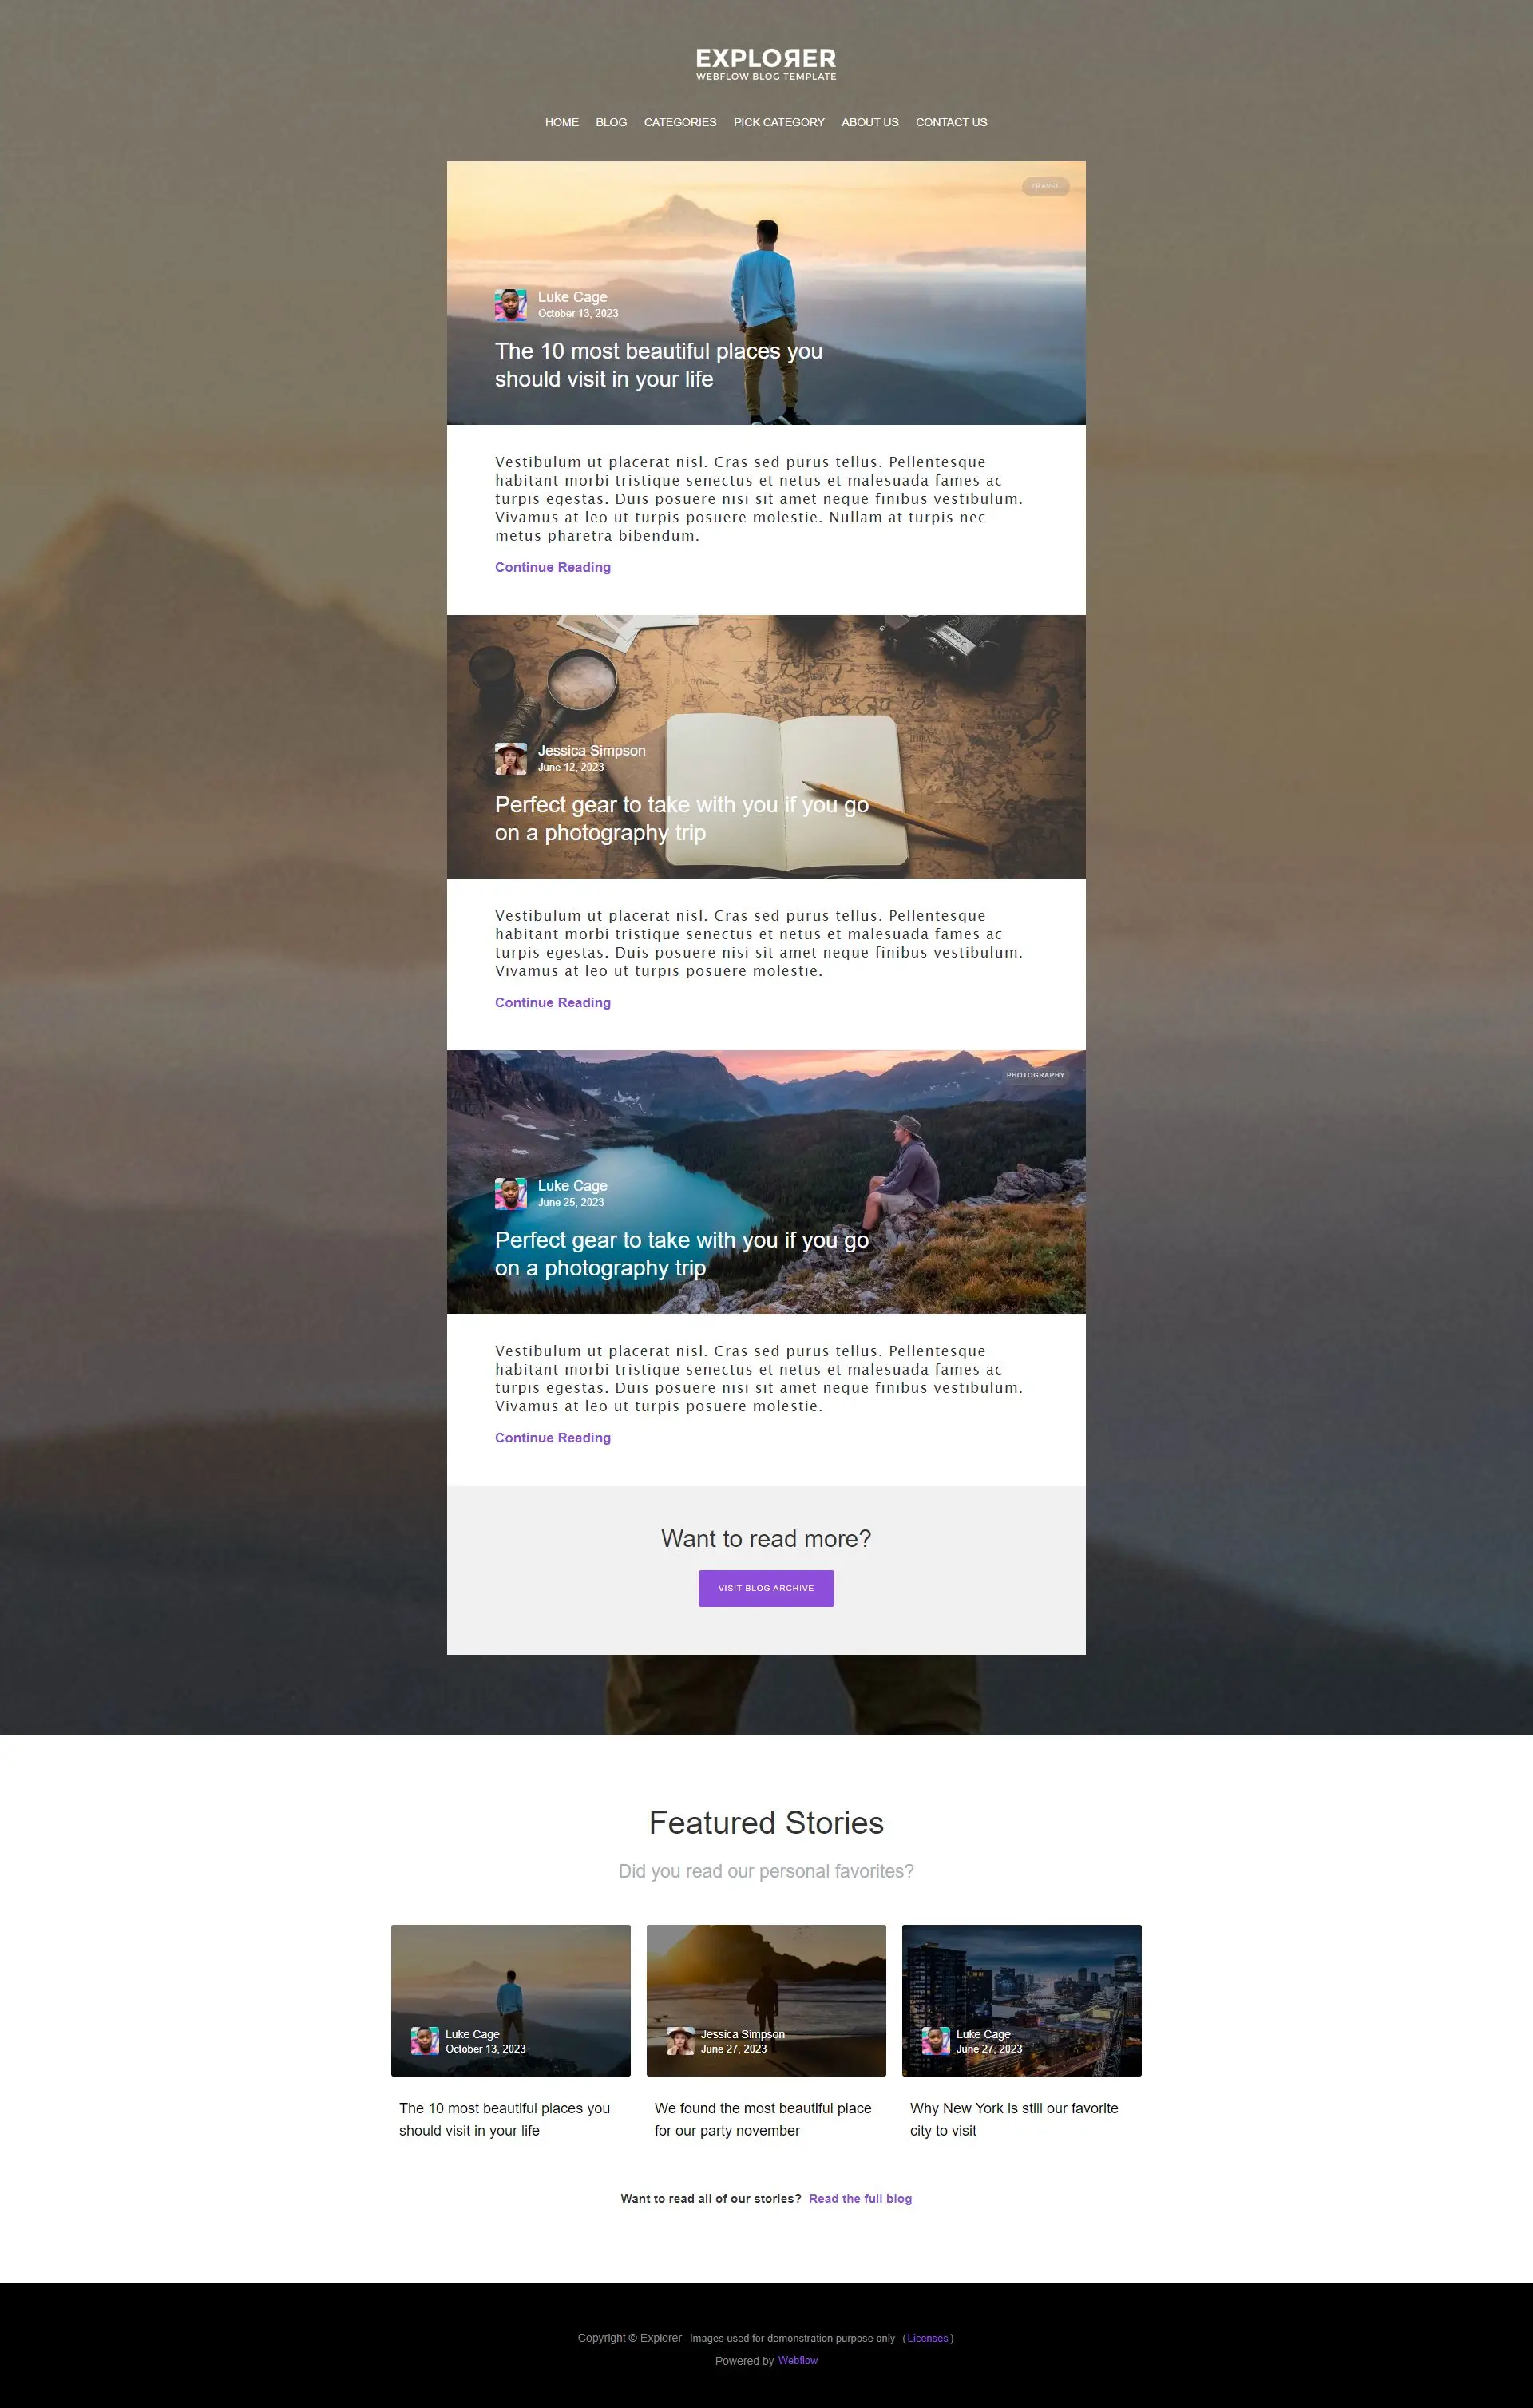 EXPLOЯER
WEBFLOW BLOG TEMPLATE
HOME BLOG CATEGORIES PICK CATEGORY ABOUT US CONTACT US
TRAVEL
Luke Cage
October 13, 2023
The 10 most beautiful places you
should visit in your life
Vestibulum ut placerat nisl. Cras sed purus tellus. Pellentesque
habitant morbi tristique senectus et netus et malesuada fames ac
turpis egestas. Duis posuere nisi sit amet neque finibus vestibulum.
Vivamus at leo ut turpis posuere molestie. Nullam at turpis nec
metus pharetra bibendum.
Continue Reading
Jessica Simpson
June 12, 2023
Perfect gear to take with you if you go
on a photography trip
Vestibulum ut placerat nisl. Cras sed purus tellus. Pellentesque
habitant morbi tristique senectus et netus et malesuada fames ac
turpis egestas. Duis posuere nisi sit amet neque finibus vestibulum.
Vivamus at leo ut turpis posuere molestie.
Continue Reading
PHOTOGRAPHY
Luke Cage
June 25, 2023
Perfect gear to take with you if you go
on a photography trip
Vestibulum ut placerat nisl. Cras sed purus tellus. Pellentesque
habitant morbi tristique senectus et netus et malesuada fames ac
turpis egestas. Duis posuere nisi sit amet neque finibus vestibulum.
Vivamus at leo ut turpis posuere molestie.
Continue Reading
Want to read more?
VISIT BLOG ARCHIVE
Featured Stories
Did you read our personal favorites?
Luke Cage
October 13, 2023
The 10 most beautiful places you
should visit in your life
Jessica Simpson
June 27, 2023
We found the most beautiful place
for our party november
Luke Cage
June 27, 2023
Why New York is still our favorite
city to visit
Want to read all of our stories? Read the full blog
Copyright © Explorer - Images used for demonstration purpose only (Licenses)
Powered by Webflow